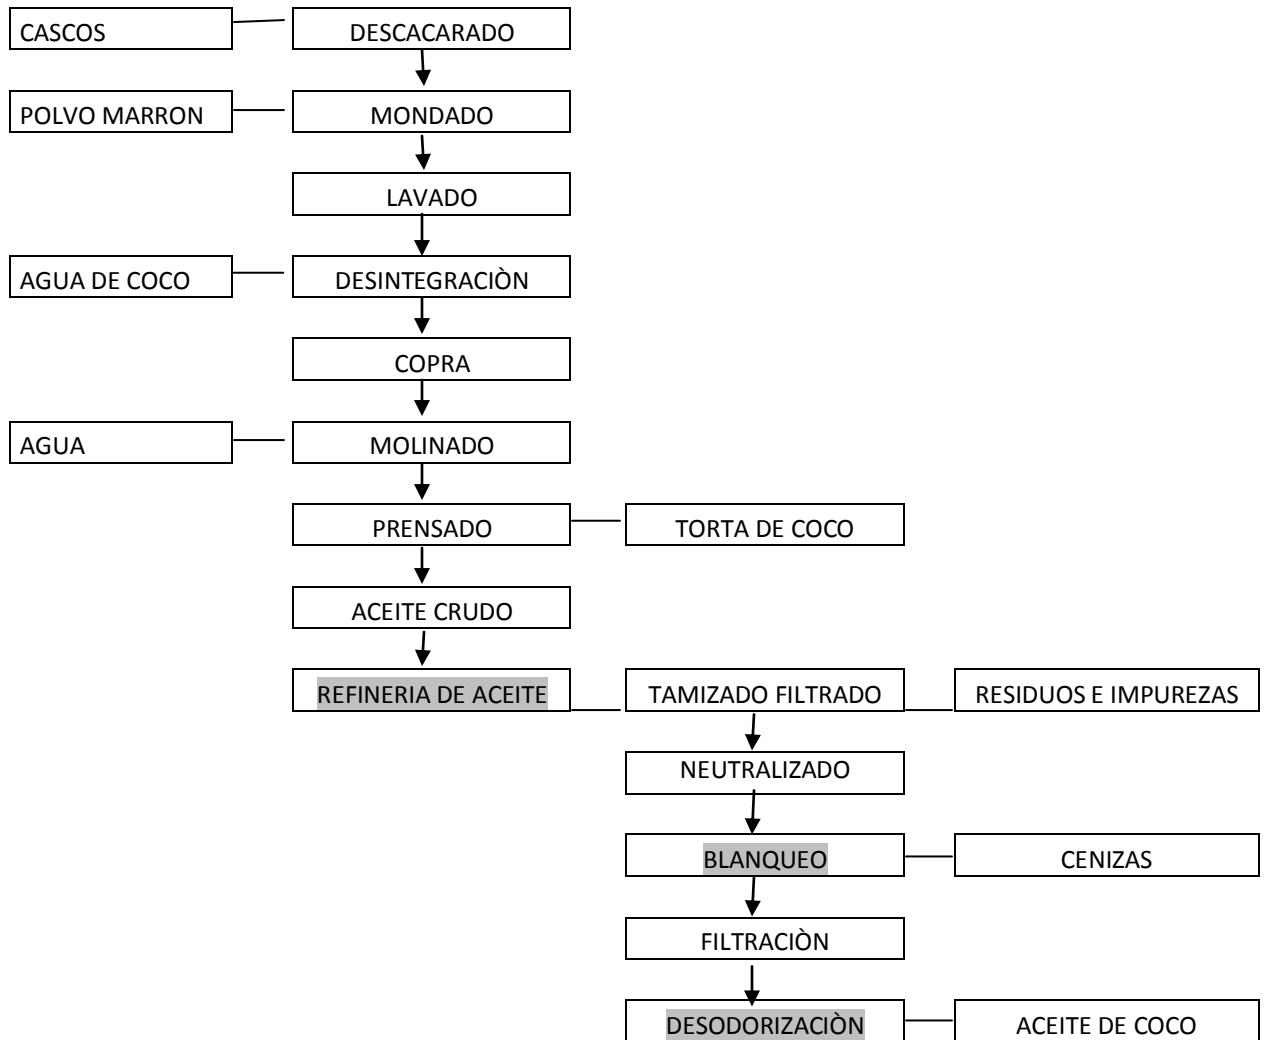 CASCOS
DESCACARADO
POLVO MARRON
MONDADO
LAVADO
AGUA DE COCO
DESINTEGRACIÒN
COPRA
AGUA
MOLINADO
PRENSADO
TORTA DE COCO
ACEITE CRUDO
REFINERIA DE ACEITE
TAMIZADO FILTRADO
RESIDUOS E IMPUREZAS
NEUTRALIZADO
BLANQUEO
CENIZAS
FILTRACIÒN
DESODORIZACIÒN
ACEITE DE COCO